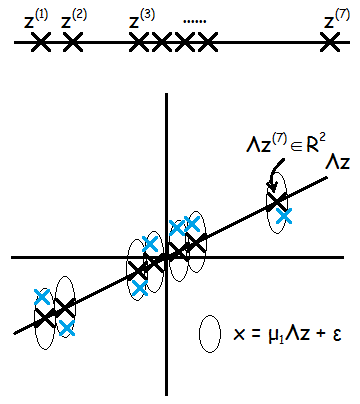 z⁽¹⁾ z⁽²⁾ z⁽³⁾ ...... z⁽⁷⁾
Λz⁽⁷⁾∈R²
Λz
x = μ₁Λz + ε